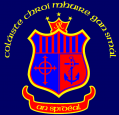 coláiste chroí mhuire gan smál
an spidéal